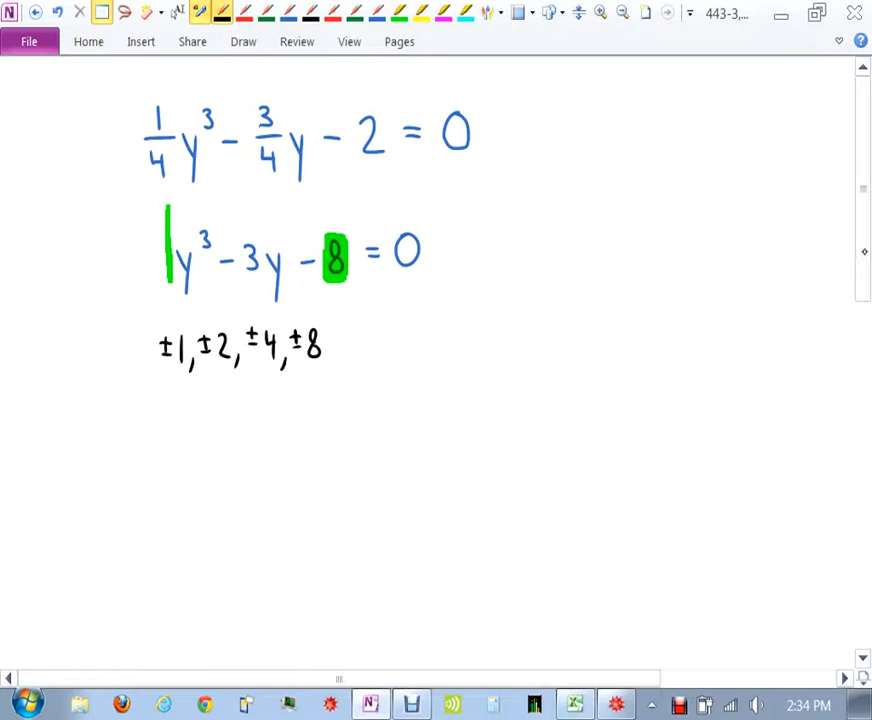 443-3,...
File Home Insert Share Draw Review View Pages
1/4 y³ - 3/4 y - 2 = 0
y³ - 3y - 8 = 0
±1, ±2, ±4, ±8
2:34 PM